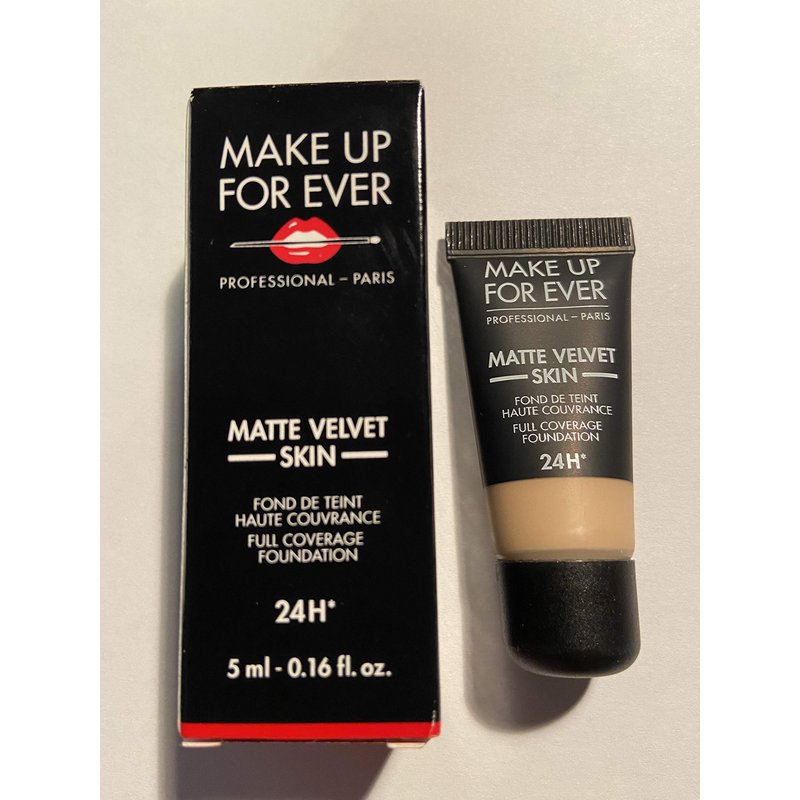 MAKE UP
FOR EVER
PROFESSIONAL – PARIS
MATTE VELVET
SKIN
FOND DE TEINT
HAUTE COUVRANCE
FULL COVERAGE
FOUNDATION
24H*
5 ml - 0.16 fl. oz.
MAKE UP
FOR EVER
PROFESSIONAL – PARIS
MATTE VELVET
SKIN
FOND DE TEINT
HAUTE COUVRANCE
FULL COVERAGE
FOUNDATION
24H*